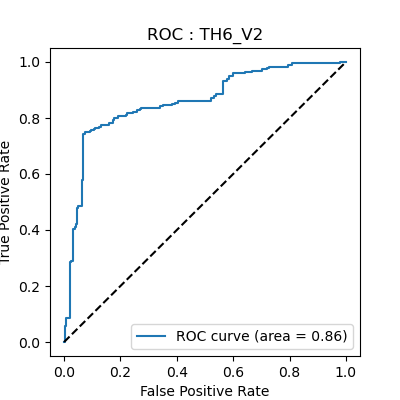 ROC : TH6_V2
True Positive Rate
1.0
0.8
0.6
0.4
0.2
0.0
0.0 0.2 0.4 0.6 0.8 1.0
ROC curve (area = 0.86)
False Positive Rate